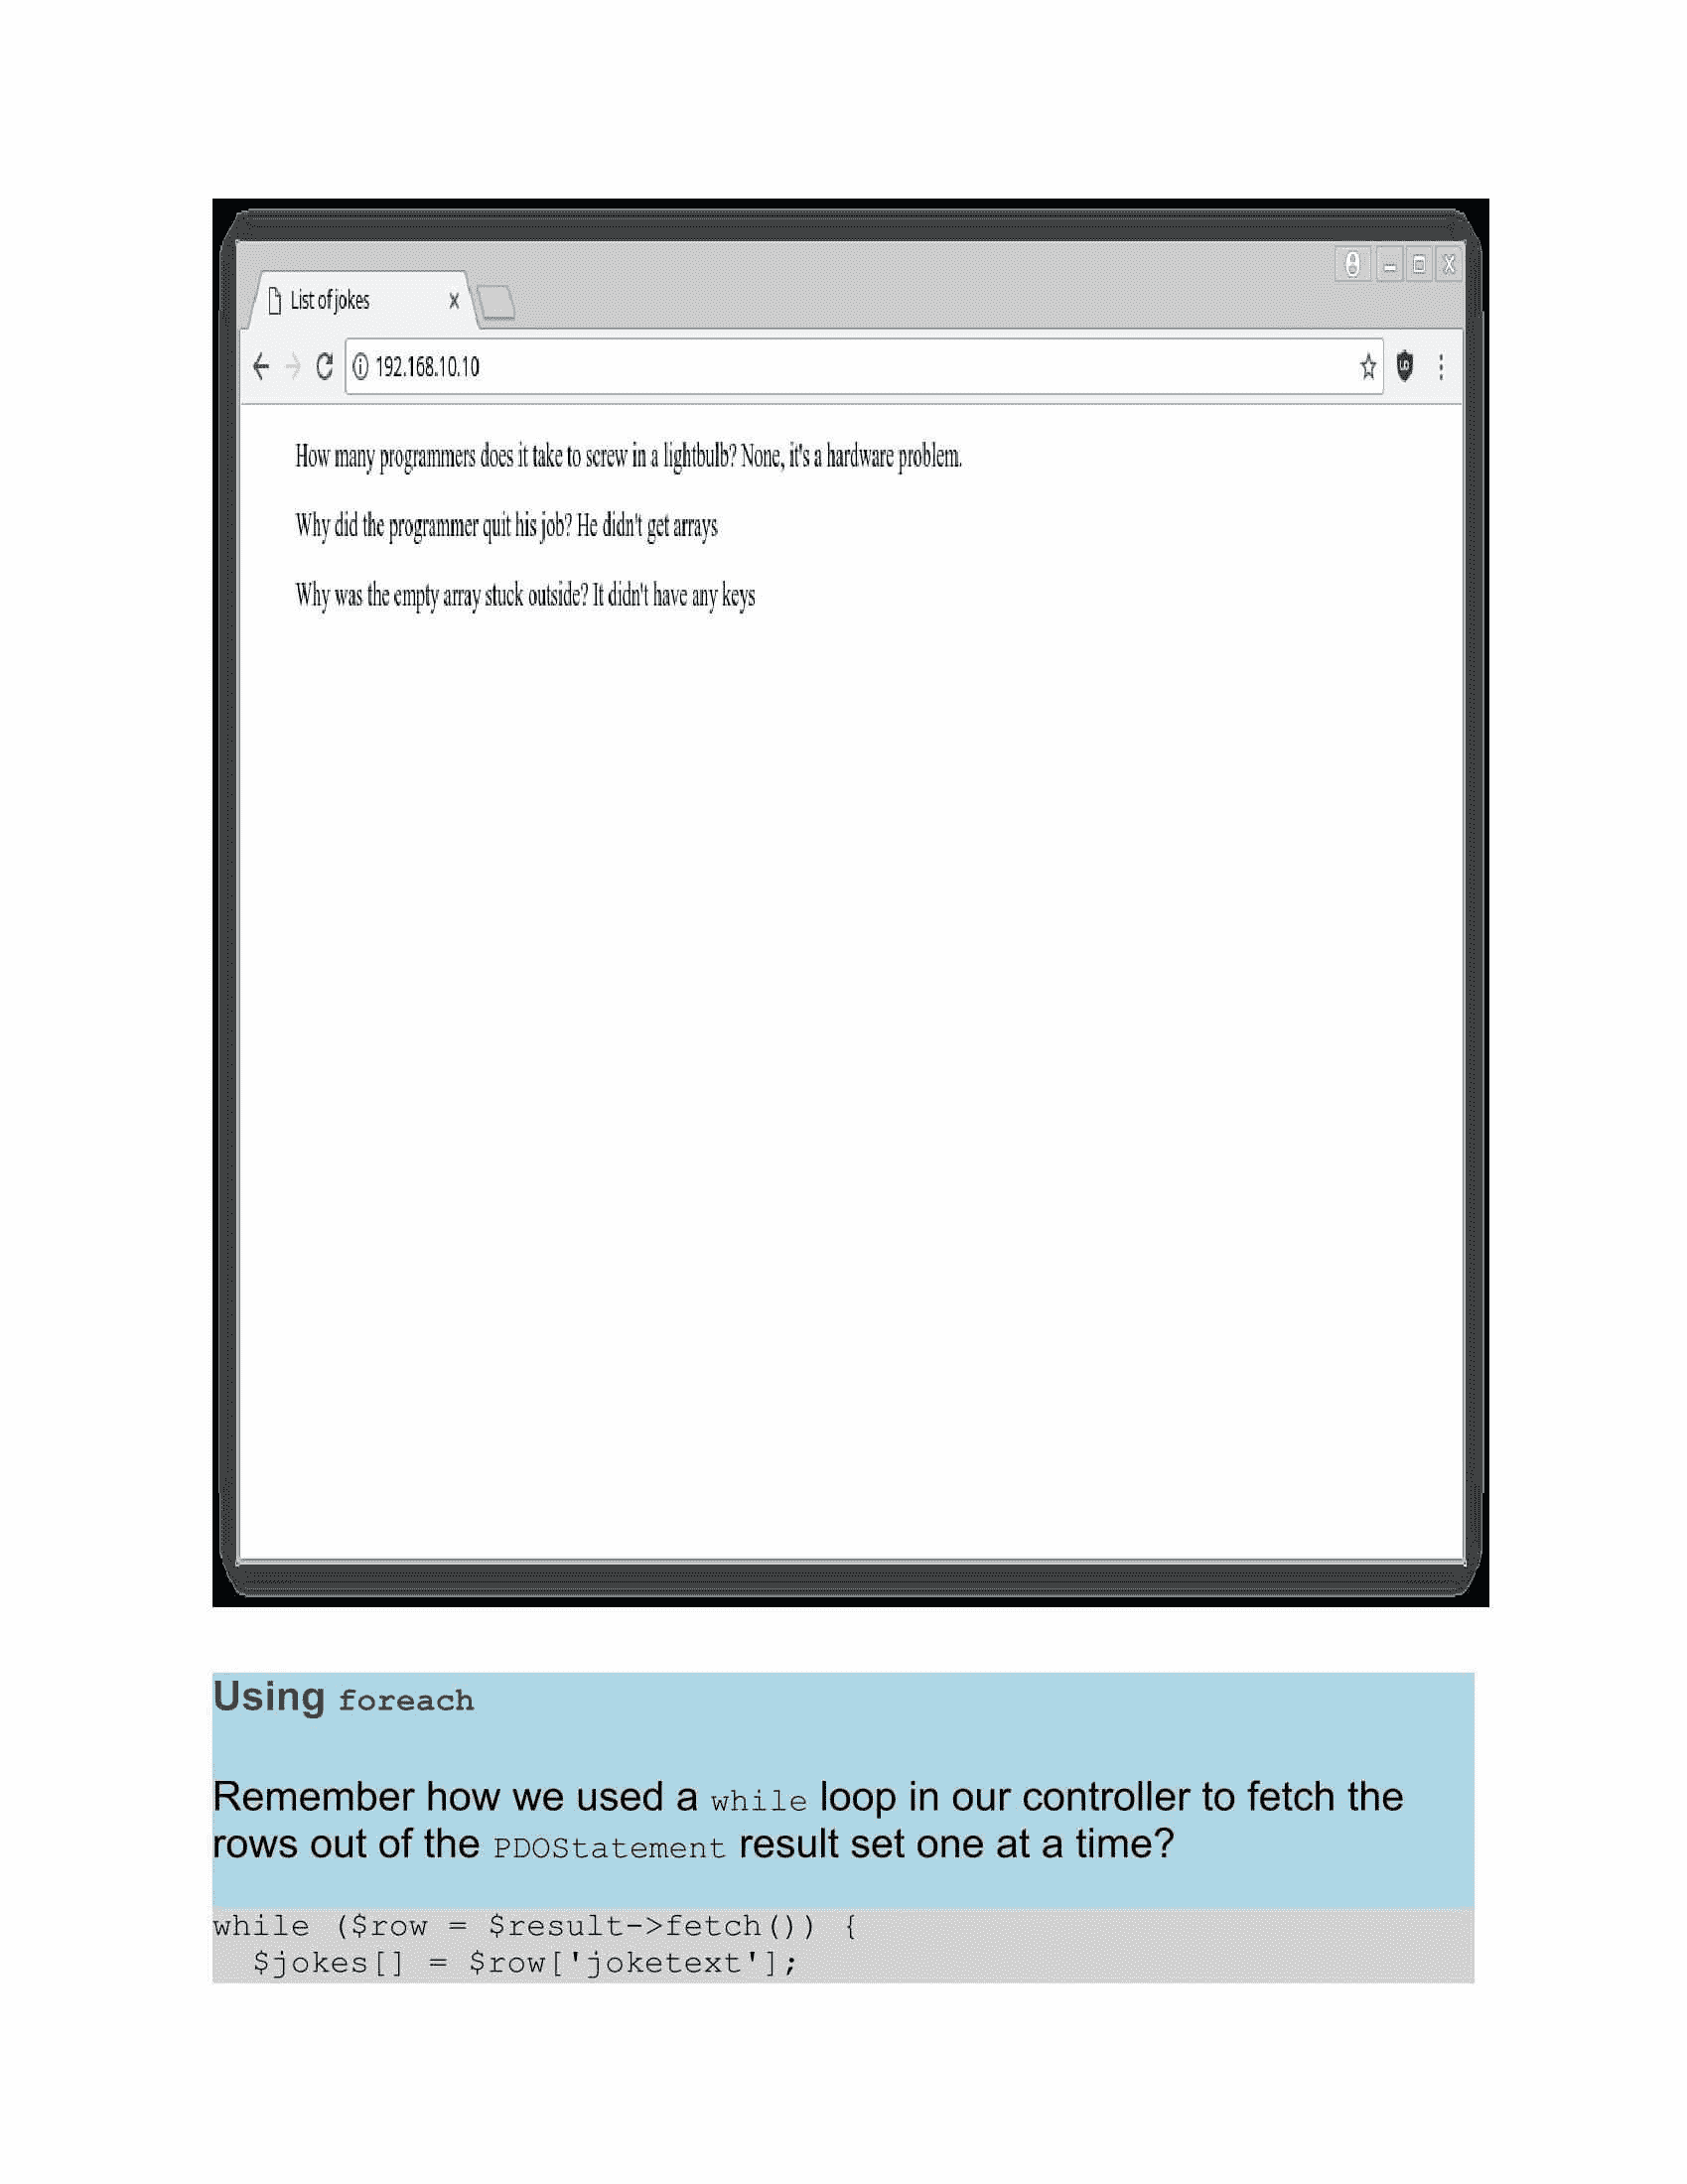 List of jokes
192.168.10.10
How many programmers does it take to screw in a lightbulb? None, it's a hardware problem.
Why did the programmer quit his job? He didn't get arrays
Why was the empty array stuck outside? It didn't have any keys
Using foreach
Remember how we used a while loop in our controller to fetch the
rows out of the PDOStatement result set one at a time?
while ($row = $result->fetch()) {
  $jokes[] = $row['joketext'];